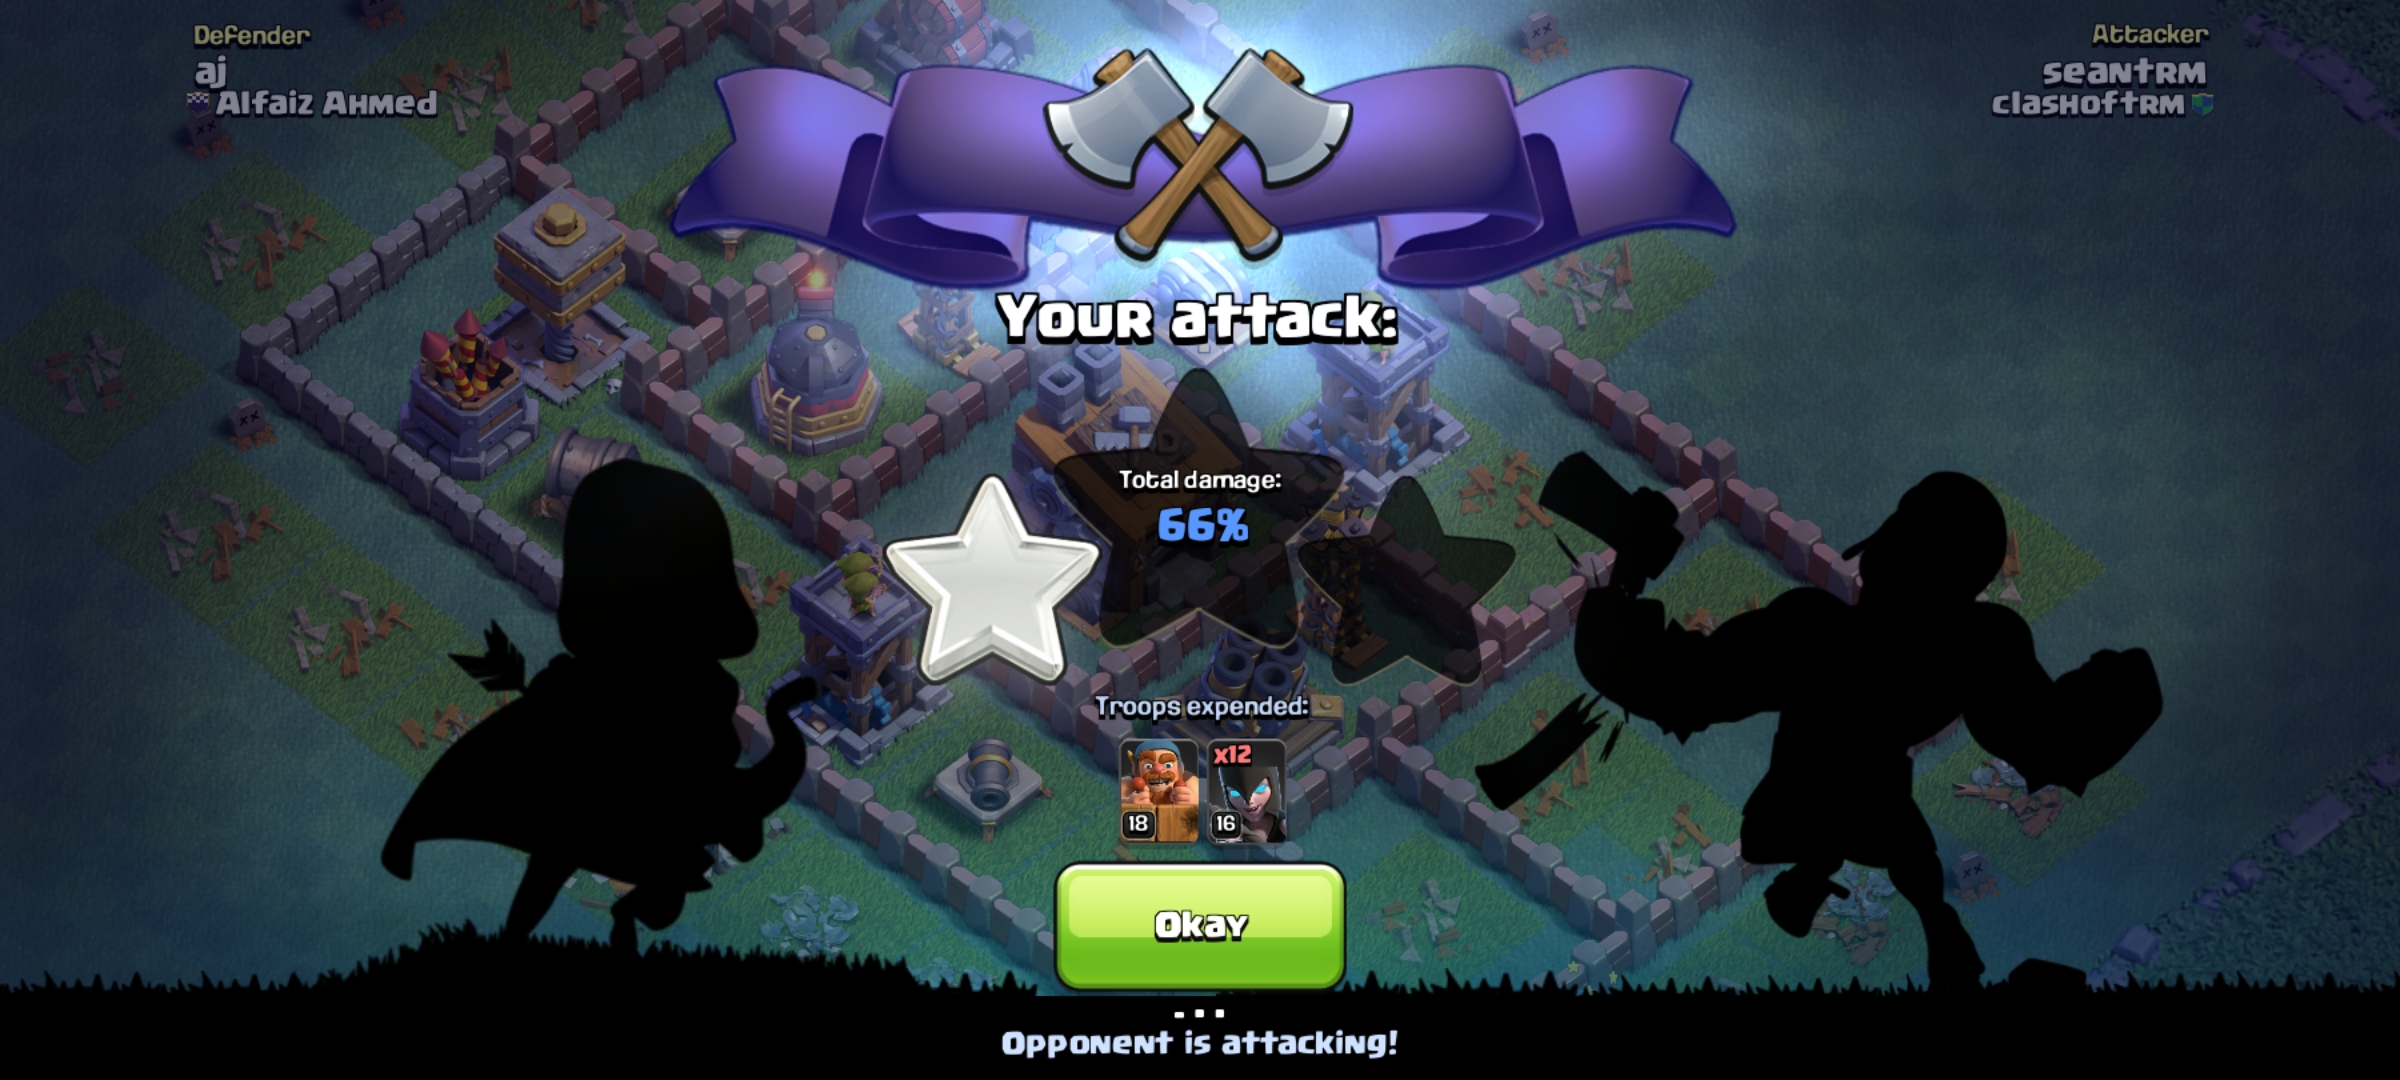 Defender
aj
Alfaiz Ahmed
Attacker
seantrm
clashoftrm
Your attack:
Total damage:
66%
Troops expended:
x12
18
16
Okay
...
Opponent is attacking!